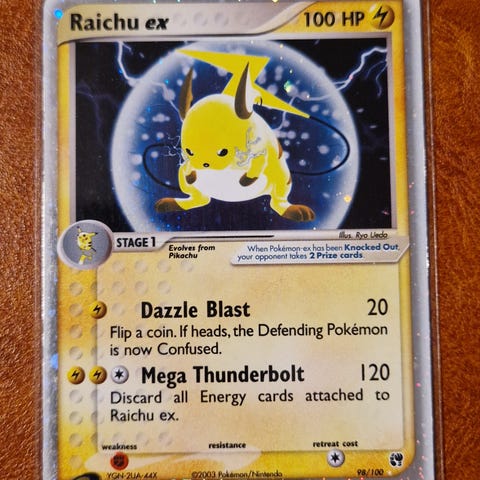 Raichu ex 100 HP
Illus. Ryo Ueda
STAGE 1
Evolves from
Pikachu
When Pokémon-ex has been Knocked Out,
your opponent takes 2 Prize cards.
Dazzle Blast 20
Flip a coin. If heads, the Defending Pokémon
is now Confused.
Mega Thunderbolt 120
Discard all Energy cards attached to
Raichu ex.
weakness resistance retreat cost
YGN-2UA-44X ©2003 Pokémon/Nintendo 98/100